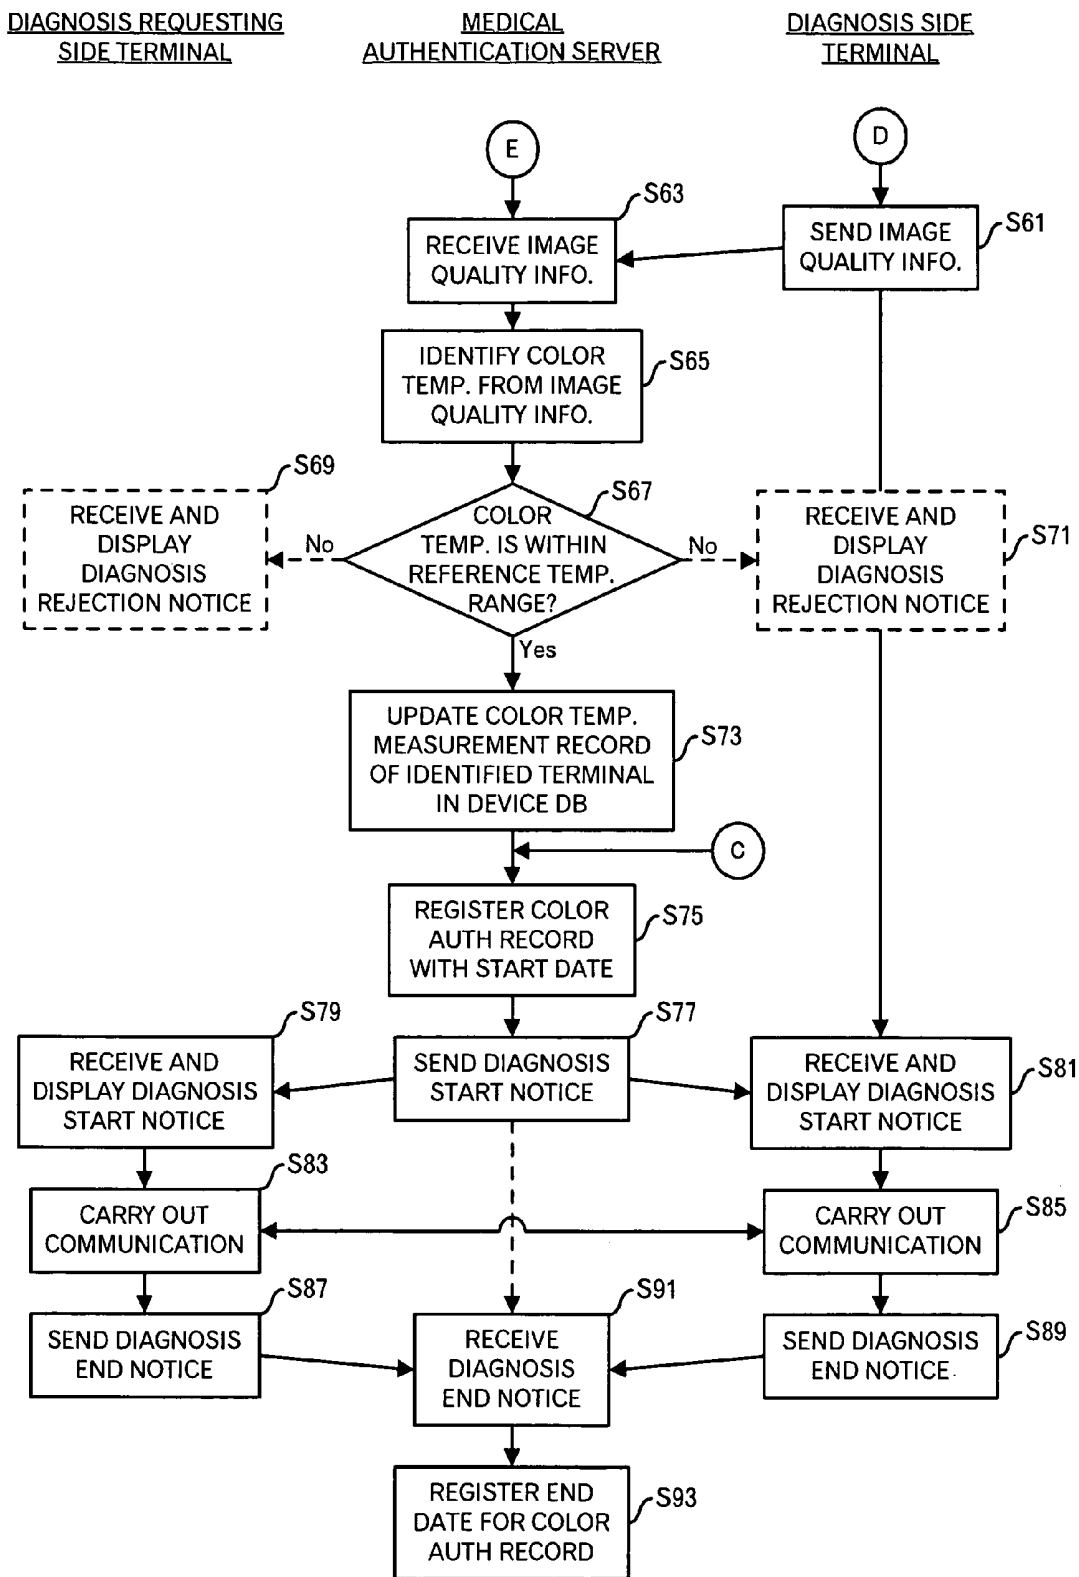 DIAGNOSIS REQUESTING
SIDE TERMINAL
MEDICAL
AUTHENTICATION SERVER
DIAGNOSIS SIDE
TERMINAL
E
D
S63
RECEIVE IMAGE
QUALITY INFO.
S61
SEND IMAGE
QUALITY INFO.
S65
IDENTIFY COLOR
TEMP. FROM IMAGE
QUALITY INFO.
S69
RECEIVE AND
DISPLAY
DIAGNOSIS
REJECTION NOTICE
No
S67
COLOR
TEMP. IS WITHIN
REFERENCE TEMP.
RANGE?
No
S71
RECEIVE AND
DISPLAY
DIAGNOSIS
REJECTION NOTICE
Yes
UPDATE COLOR TEMP.
MEASUREMENT RECORD
OF IDENTIFIED TERMINAL
IN DEVICE DB
S73
C
REGISTER COLOR
AUTH RECORD
WITH START DATE
S75
S79
RECEIVE AND
DISPLAY DIAGNOSIS
START NOTICE
S77
SEND DIAGNOSIS
START NOTICE
S81
RECEIVE AND
DISPLAY DIAGNOSIS
START NOTICE
S83
CARRY OUT
COMMUNICATION
S85
CARRY OUT
COMMUNICATION
S87
SEND DIAGNOSIS
END NOTICE
S91
RECEIVE
DIAGNOSIS
END NOTICE
S89
SEND DIAGNOSIS
END NOTICE
REGISTER END
DATE FOR COLOR
AUTH RECORD
S93